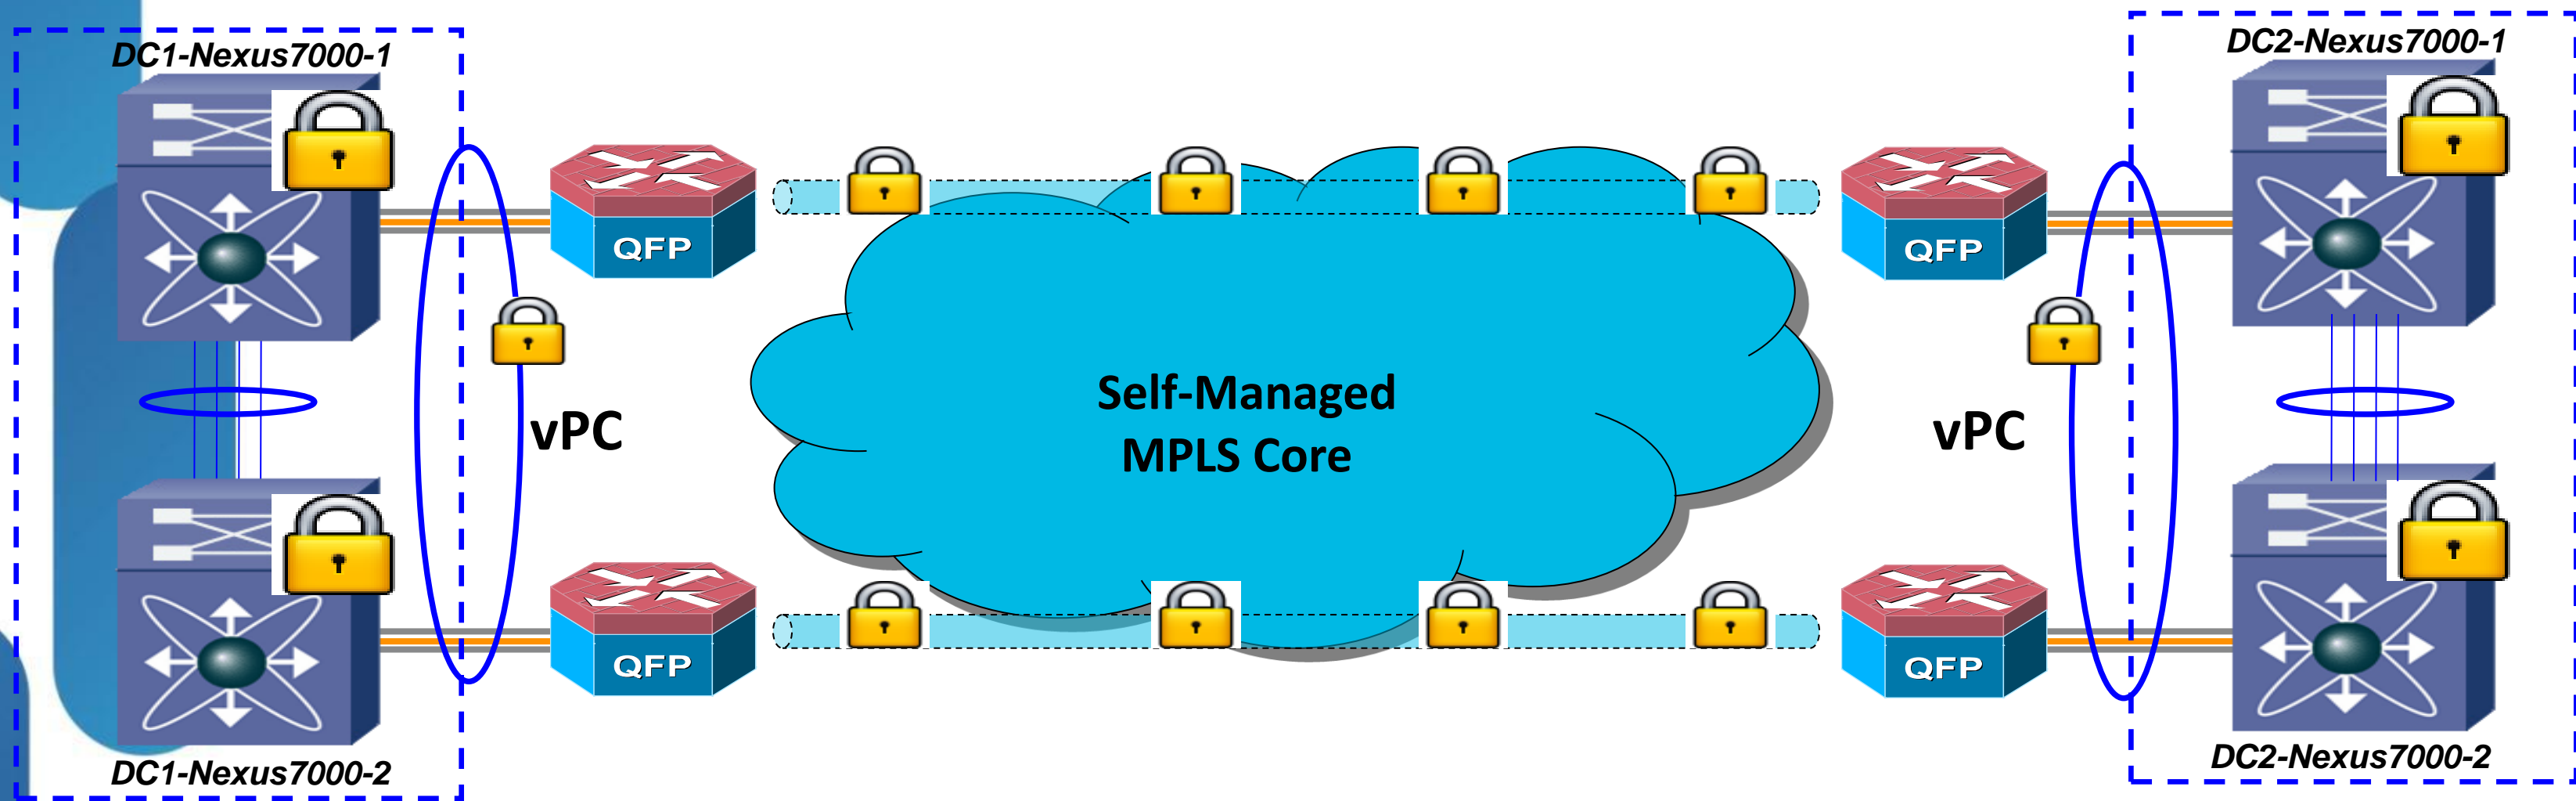 DC1-Nexus7000-1
DC2-Nexus7000-1
QFP
QFP
vPC
Self-Managed
MPLS Core
vPC
QFP
QFP
DC1-Nexus7000-2
DC2-Nexus7000-2